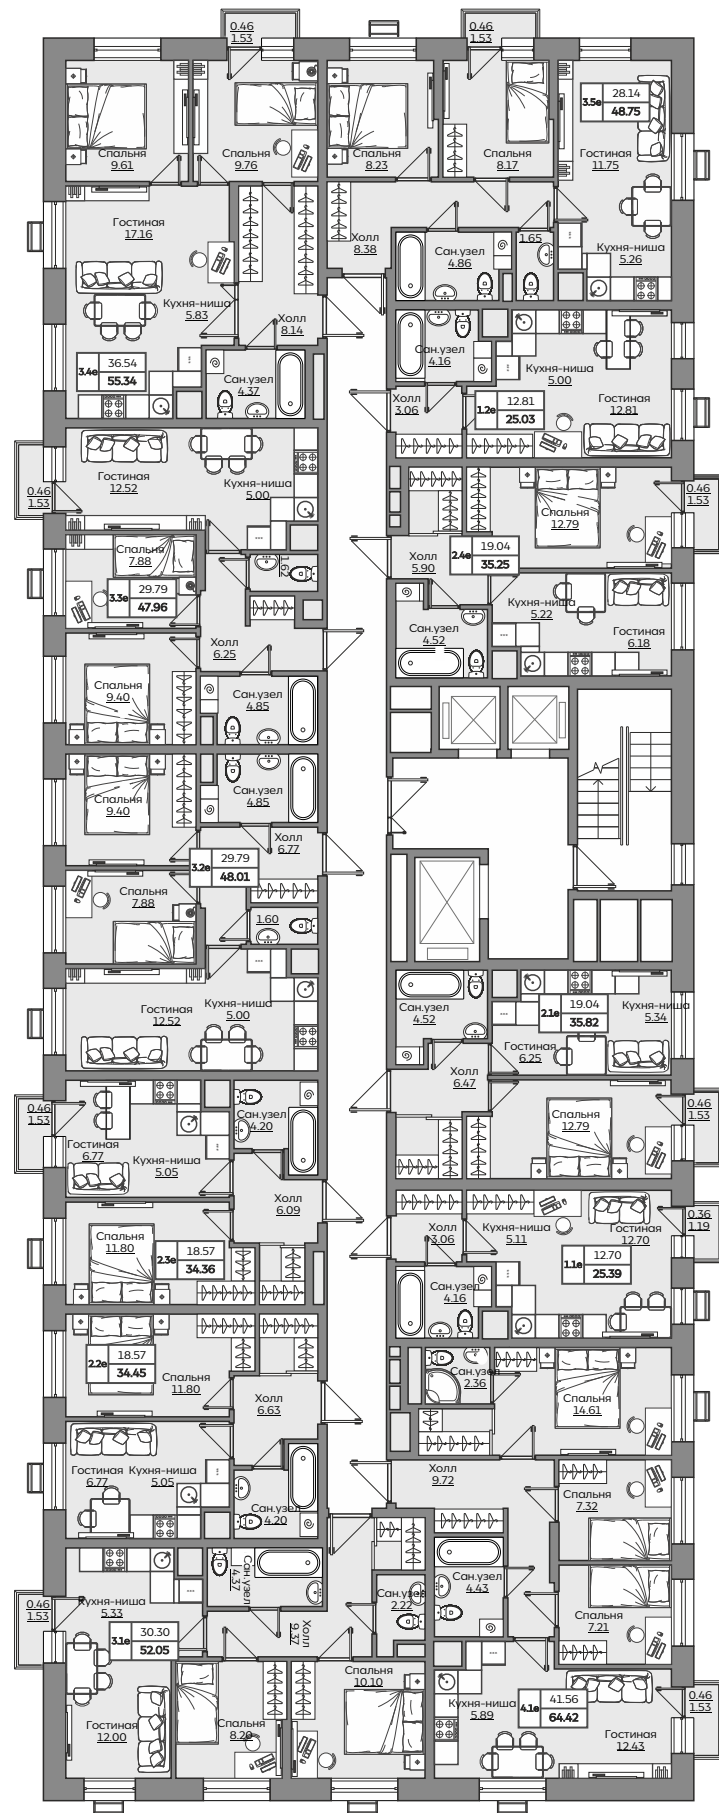 0.46
1.53
0.46
1.53
Спальня
9.61
Спальня
9.76
Спальня
8.23
Спальня
8.17
3.5е
28.14
48.75
Гостиная
11.75
Гостиная
17.16
Холл
8.38
1.65
Сан.узел
4.86
Кухня-ниша
5.26
Кухня-ниша
5.83
Холл
8.14
3.4е
36.54
55.34
Сан.узел
4.37
Сан.узел
4.16
Кухня-ниша
5.00
Холл
3.06
1.2е
12.81
25.03
Гостиная
12.81
Гостиная
12.52
Кухня-ниша
5.00
0.46
1.53
0.46
1.53
Спальня
12.79
Спальня
7.88
1.62
3.3е
29.79
47.96
Холл
5.90
2.4е
19.04
35.25
Кухня-ниша
5.22
Гостиная
6.18
Сан.узел
4.52
Холл
6.25
Спальня
9.40
Сан.узел
4.85
Спальня
9.40
Сан.узел
4.85
Холл
6.77
3.2е
29.79
48.01
Спальня
7.88
1.60
Гостиная
12.52
Кухня-ниша
5.00
Сан.узел
4.52
2.1е
19.04
35.82
Кухня-ниша
5.34
Гостиная
6.25
Холл
6.47
0.46
1.53
Сан.узел
4.20
Гостиная
6.77
Кухня-ниша
5.05
Спальня
12.79
0.46
1.53
Холл
6.09
Спальня
11.80
2.3е
18.57
34.36
Холл
3.06
Кухня-ниша
5.11
Гостиная
12.70
0.36
1.19
1.1е
12.70
25.39
Сан.узел
4.16
2.2е
18.57
34.45
Спальня
11.80
Холл
6.63
Сан.узел
2.36
Спальня
14.61
Гостиная
6.77
Кухня-ниша
5.05
Сан.узел
4.20
Холл
9.72
Спальня
7.32
Сан.узел
4.37
Сан.узел
2.22
Сан.узел
4.43
0.46
1.53
Кухня-ниша
5.33
3.1е
30.30
52.05
Холл
9.37
Спальня
7.21
Спальня
10.10
Гостиная
12.00
Спальня
8.20
Кухня-ниша
5.89
4.1е
41.56
64.42
Гостиная
12.43
0.46
1.53